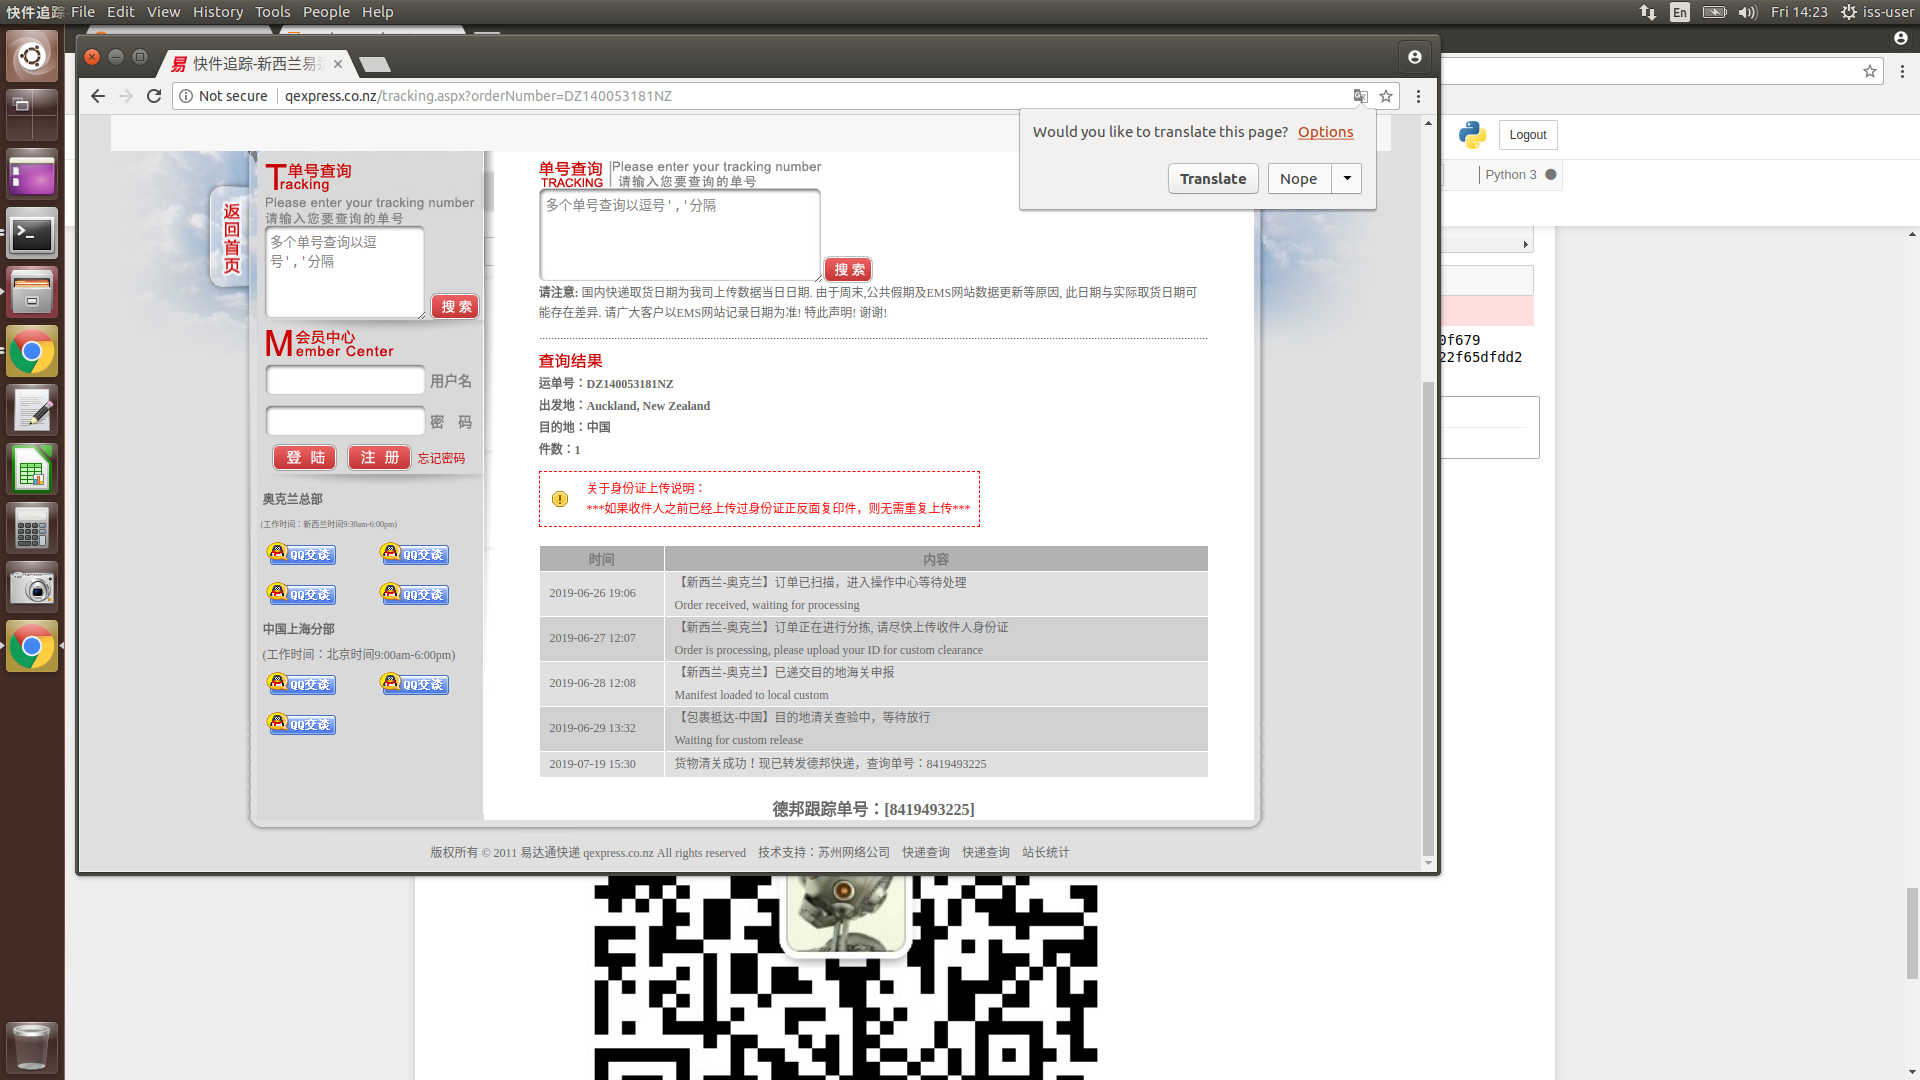 快件追踪 File Edit View History Tools People Help
En
Fri 14:23
iss-user
快件追踪-新西兰易
Not secure
qexpress.co.nz/tracking.aspx?orderNumber=DZ140053181NZ
Would you like to translate this page? Options
Translate
Nope
Logout
Python 3
0f679
22f65dfdd2
返回首页
单号查询
Tracking
Please enter your tracking number
请输入您要查询的单号
多个单号查询以逗
号','分隔
搜 索
会员中心
Member Center
用户名
密 码
登 陆
注 册
忘记密码
奥克兰总部
(工作时间：新西兰时间9:30am-6:00pm)
QQ交谈
QQ交谈
QQ交谈
QQ交谈
中国上海分部
(工作时间：北京时间9:00am-6:00pm)
QQ交谈
QQ交谈
QQ交谈
单号查询 Please enter your tracking number
TRACKING 请输入您要查询的单号
多个单号查询以逗号','分隔
搜 索
请注意: 国内快递取货日期为我司上传数据当日日期. 由于周末,公共假期及EMS网站数据更新等原因, 此日期与实际取货日期可
能存在差异. 请广大客户以EMS网站记录日期为准! 特此声明! 谢谢!
查询结果
运单号：DZ140053181NZ
出发地：Auckland, New Zealand
目的地：中国
件数：1
关于身份证上传说明：
***如果收件人之前已经上传过身份证正反面复印件，则无需重复上传***
时间 内容
2019-06-26 19:06 【新西兰-奥克兰】订单已扫描，进入操作中心等待处理
Order received, waiting for processing
2019-06-27 12:07 【新西兰-奥克兰】订单正在进行分拣, 请尽快上传收件人身份证
Order is processing, please upload your ID for custom clearance
2019-06-28 12:08 【新西兰-奥克兰】已递交目的地海关申报
Manifest loaded to local custom
2019-06-29 13:32 【包裹抵达-中国】目的地清关查验中，等待放行
Waiting for custom release
2019-07-19 15:30 货物清关成功！现已转发德邦快递，查询单号：8419493225
德邦跟踪单号：[8419493225]
版权所有 © 2011 易达通快递 qexpress.co.nz All rights reserved 技术支持：苏州网络公司 快递查询 快递查询 站长统计